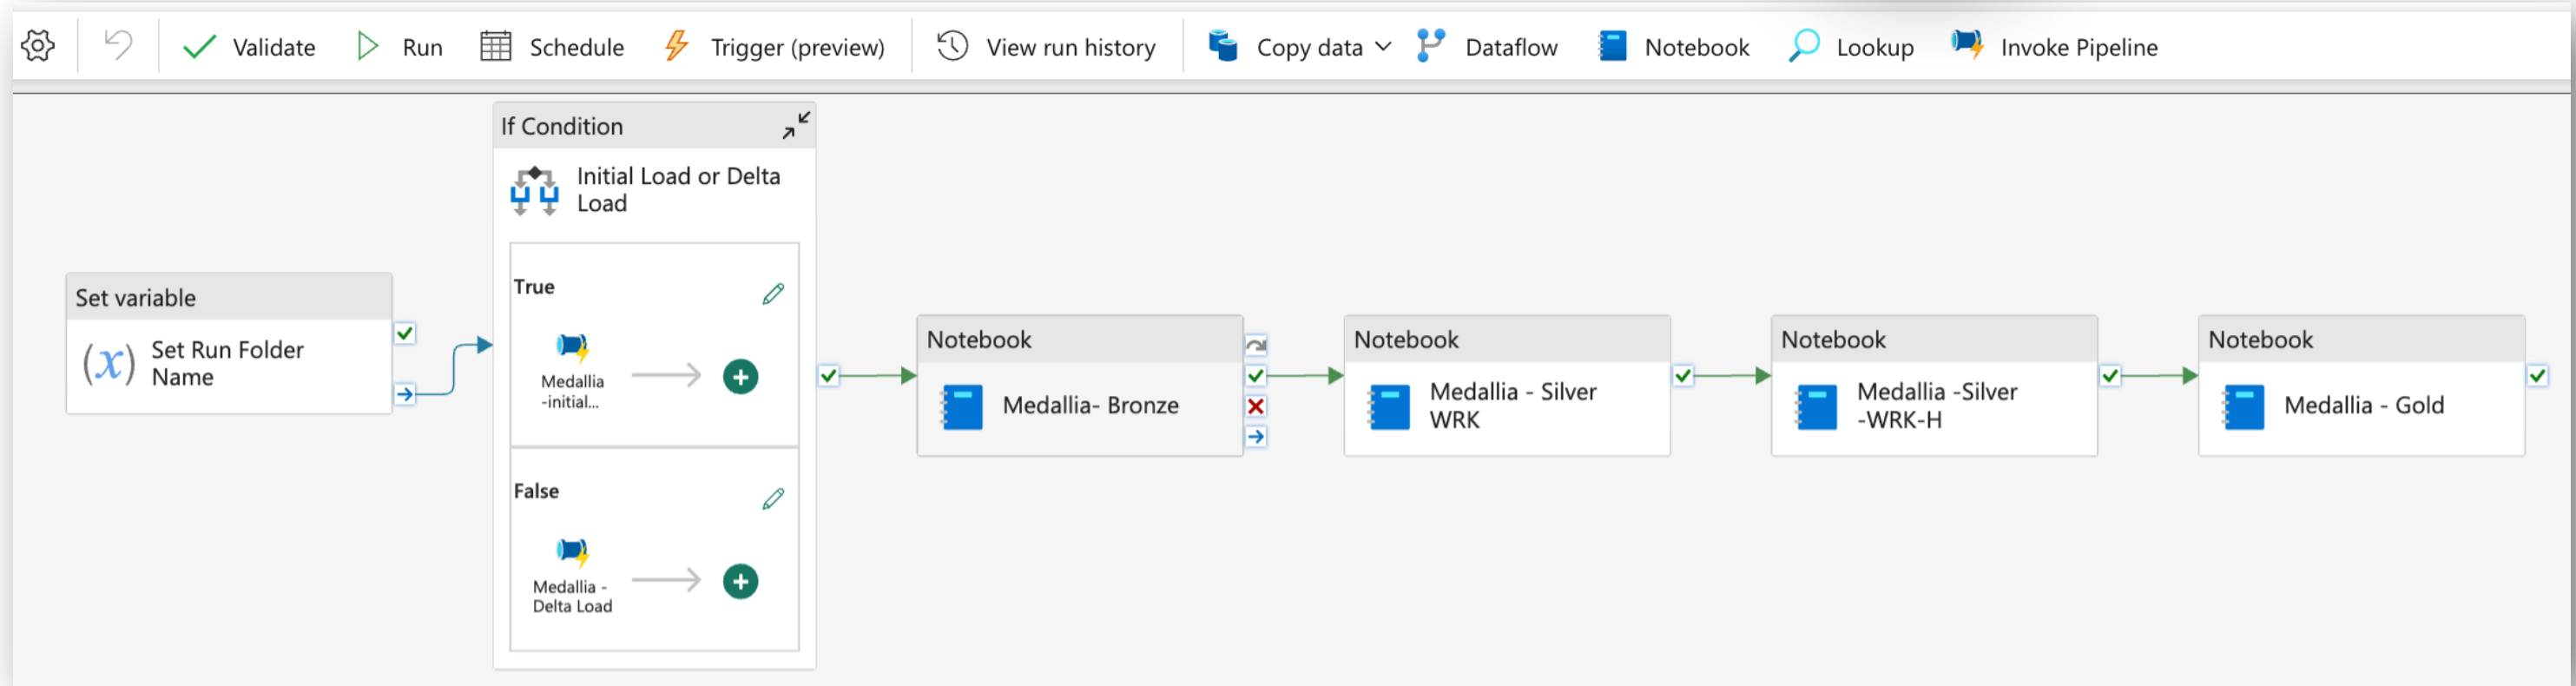 Validate
Run
Schedule
Trigger (preview)
View run history
Copy data
Dataflow
Notebook
Lookup
Invoke Pipeline
Set variable
(x)
Set Run Folder
Name
If Condition
Initial Load or Delta
Load
True
Medallia
-initial...
False
Medallia -
Delta Load
Notebook
Medallia- Bronze
Notebook
Medallia - Silver
WRK
Notebook
Medallia -Silver
-WRK-H
Notebook
Medallia - Gold